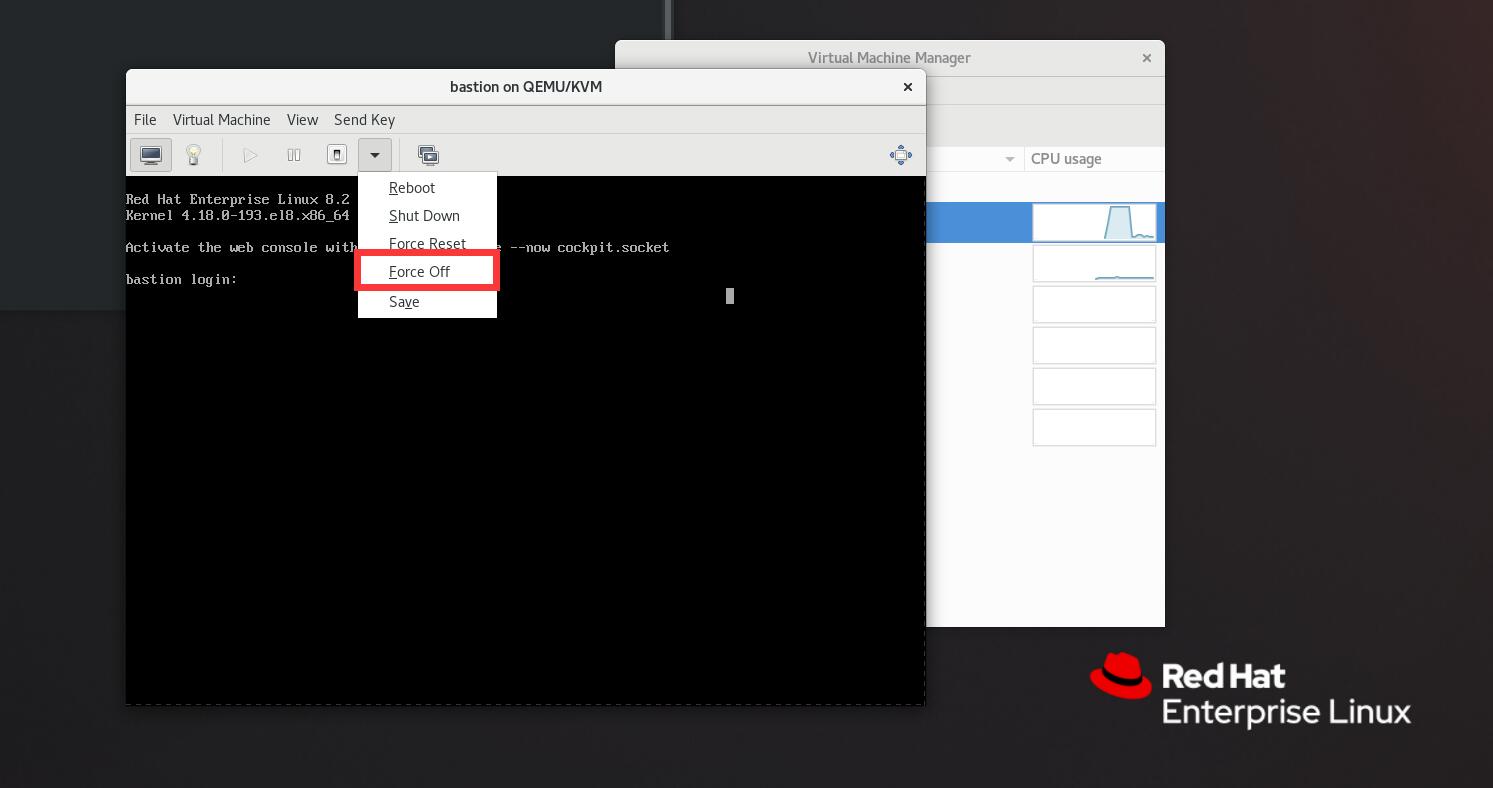 Virtual Machine Manager
bastion on QEMU/KVM
File Virtual Machine View Send Key
CPU usage
Reboot
Shut Down
Force Reset
Force Off
Save
Red Hat Enterprise Linux 8.2
Kernel 4.18.0-193.el8.x86_64
Activate the web console with --now cockpit.socket
bastion login:
Red Hat
Enterprise Linux